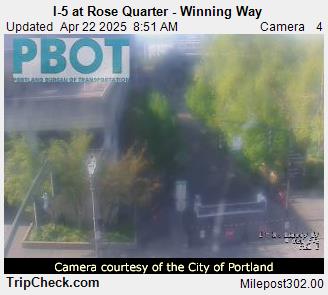 I-5 at Rose Quarter - Winning Way
Updated Apr 22 2025 8:51 AM Camera 4
PBOT
PORTLAND BUREAU OF TRANSPORTATION
Camera courtesy of the City of Portland
TripCheck.com Milepost302.00